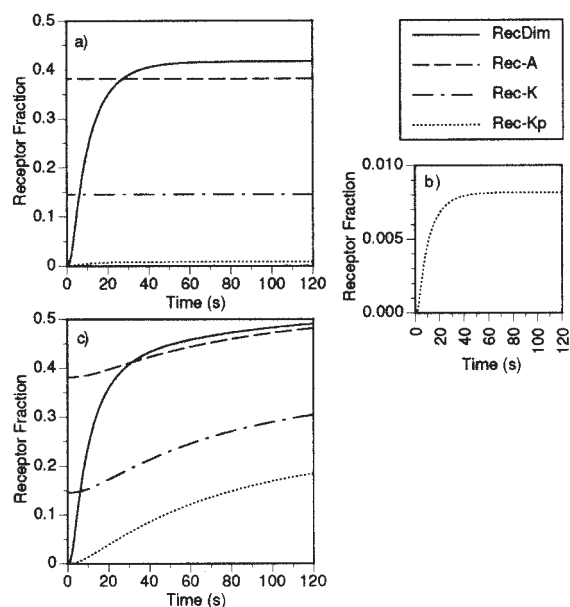 a)
Receptor Fraction
0.5
0.4
0.3
0.2
0.1
0
0 20 40 60 80 100 120
Time (s)
RecDim
Rec-A
Rec-K
Rec-Kp
b)
Receptor Fraction
0.010
0.005
0.000
0 20 40 60 80 100 120
Time (s)
c)
Receptor Fraction
0.5
0.4
0.3
0.2
0.1
0
0 20 40 60 80 100 120
Time (s)